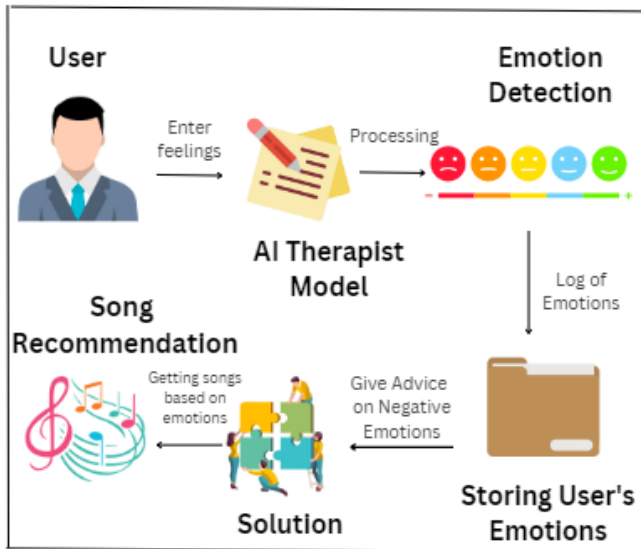 User
Enter
feelings
AI Therapist
Model
Processing
Emotion
Detection
-
+
Log of
Emotions
Storing User's
Emotions
Give Advice
on Negative
Emotions
Solution
Getting songs
based on
emotions
Song
Recommendation